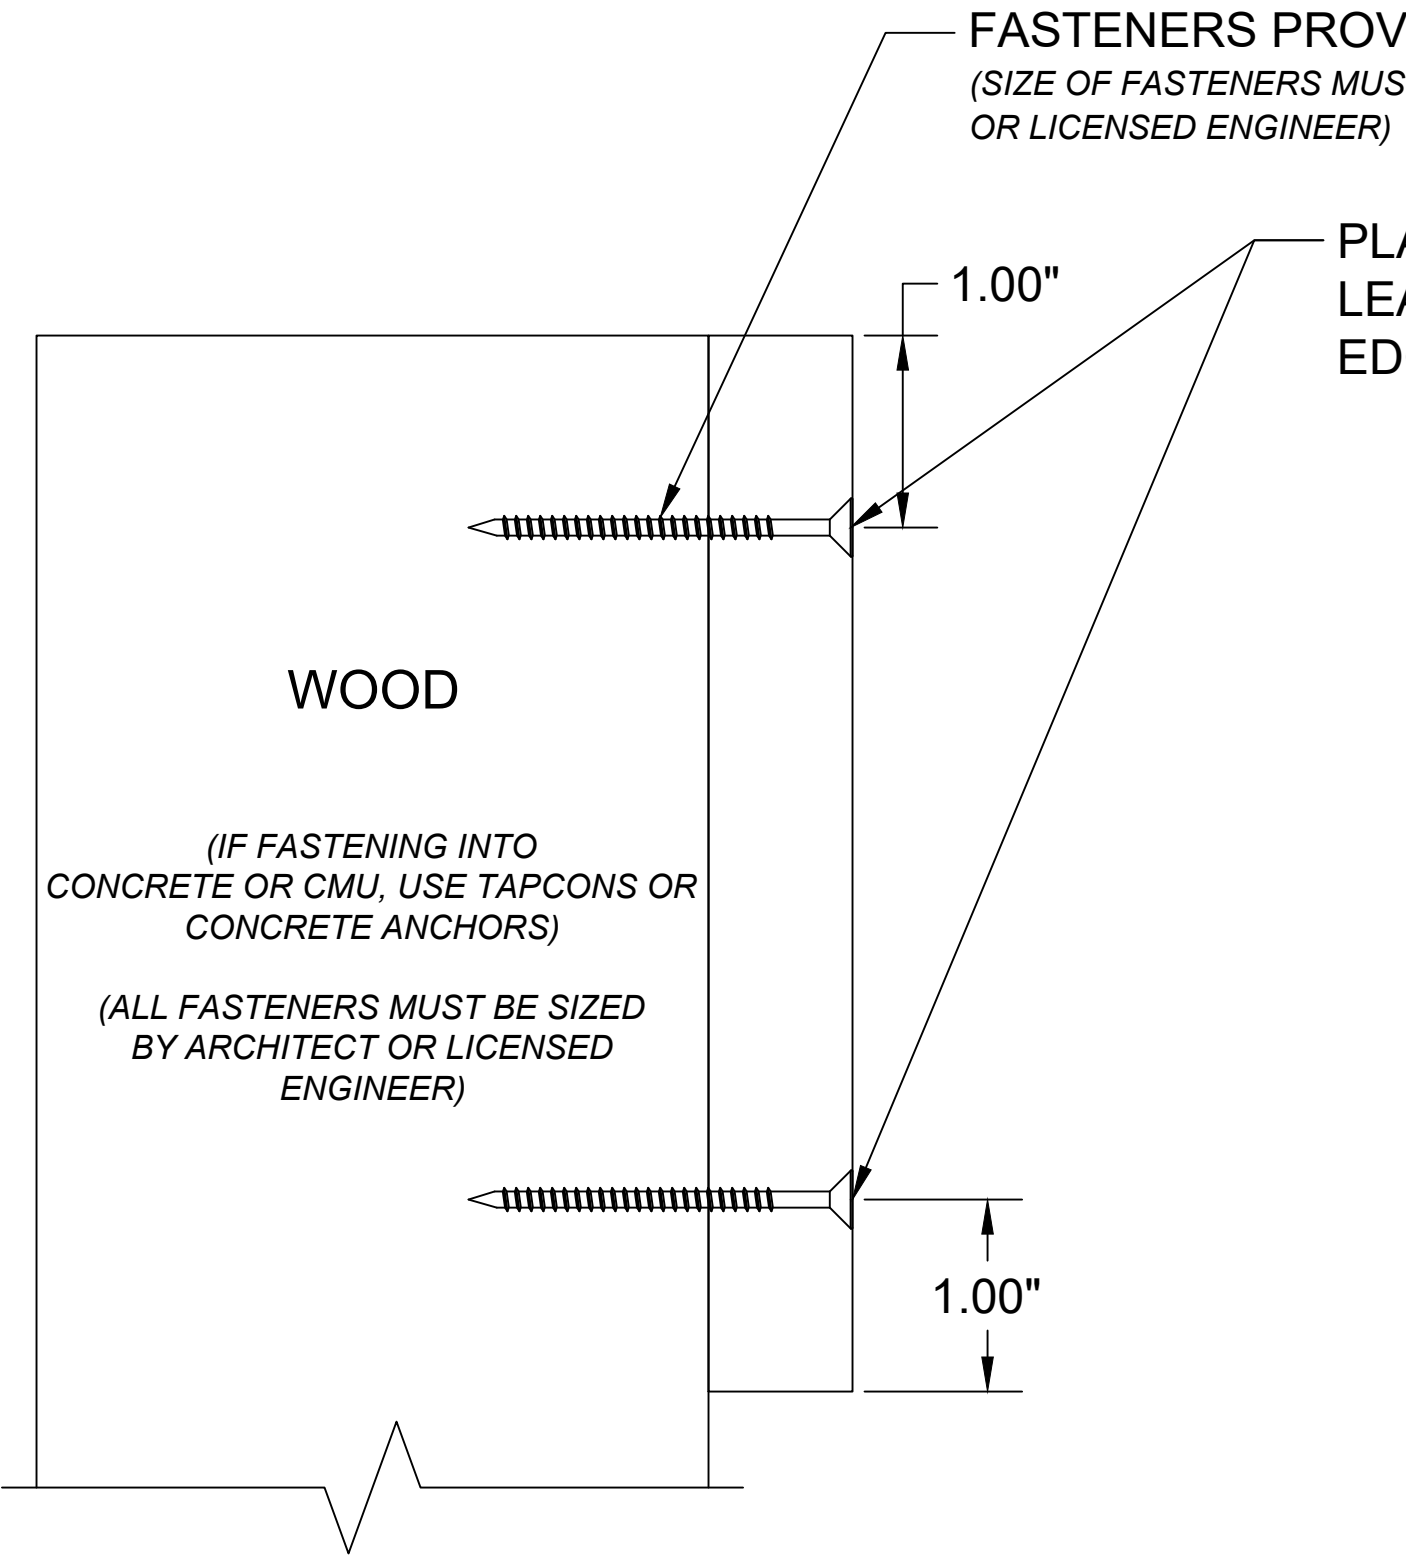 FASTENERS PROV
(SIZE OF FASTENERS MUS
OR LICENSED ENGINEER)
PLA
LEA
ED
1.00"
WOOD
(IF FASTENING INTO
CONCRETE OR CMU, USE TAPCONS OR
CONCRETE ANCHORS)
(ALL FASTENERS MUST BE SIZED
BY ARCHITECT OR LICENSED
ENGINEER)
1.00"